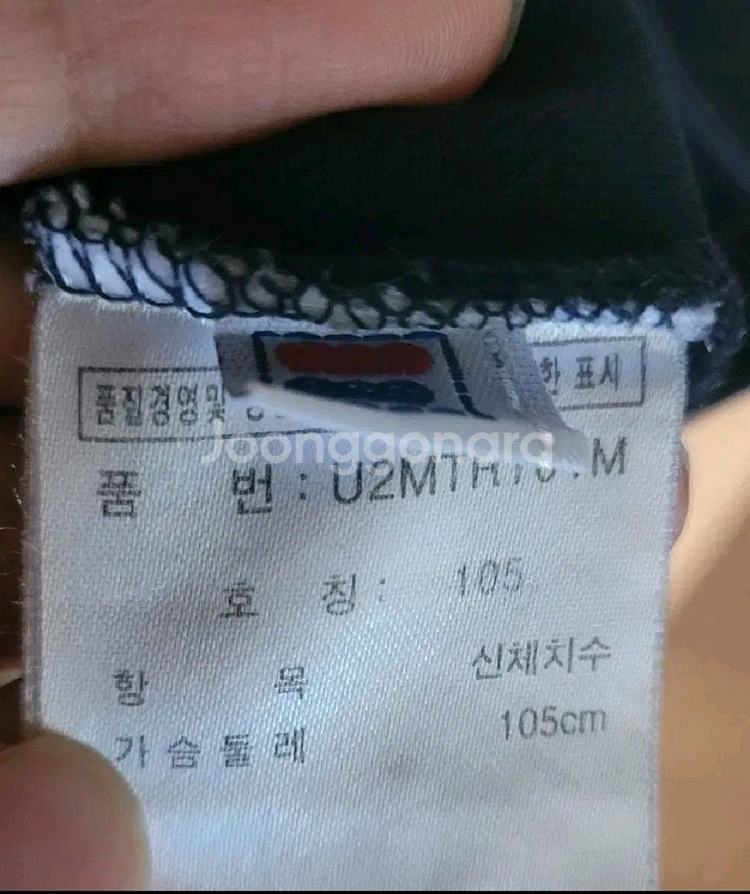 품질경영및 한 표시
Joonggonara
품 번 :
호 칭 : 105
항 목 신체치수
가슴둘레 105cm